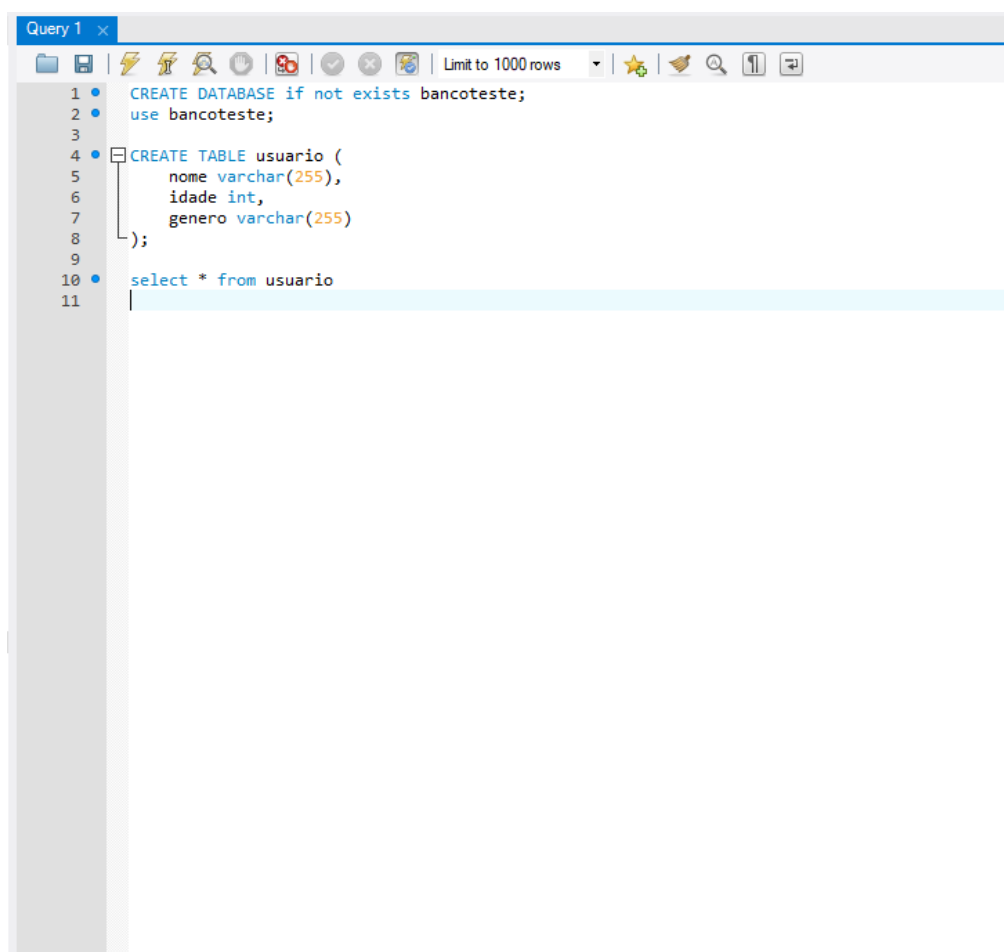 Query 1
Limit to 1000 rows
1 CREATE DATABASE if not exists bancoteste;
2 use bancoteste;
3
4 CREATE TABLE usuario (
5 nome varchar(255),
6 idade int,
7 genero varchar(255)
8 );
9
10 select * from usuario
11